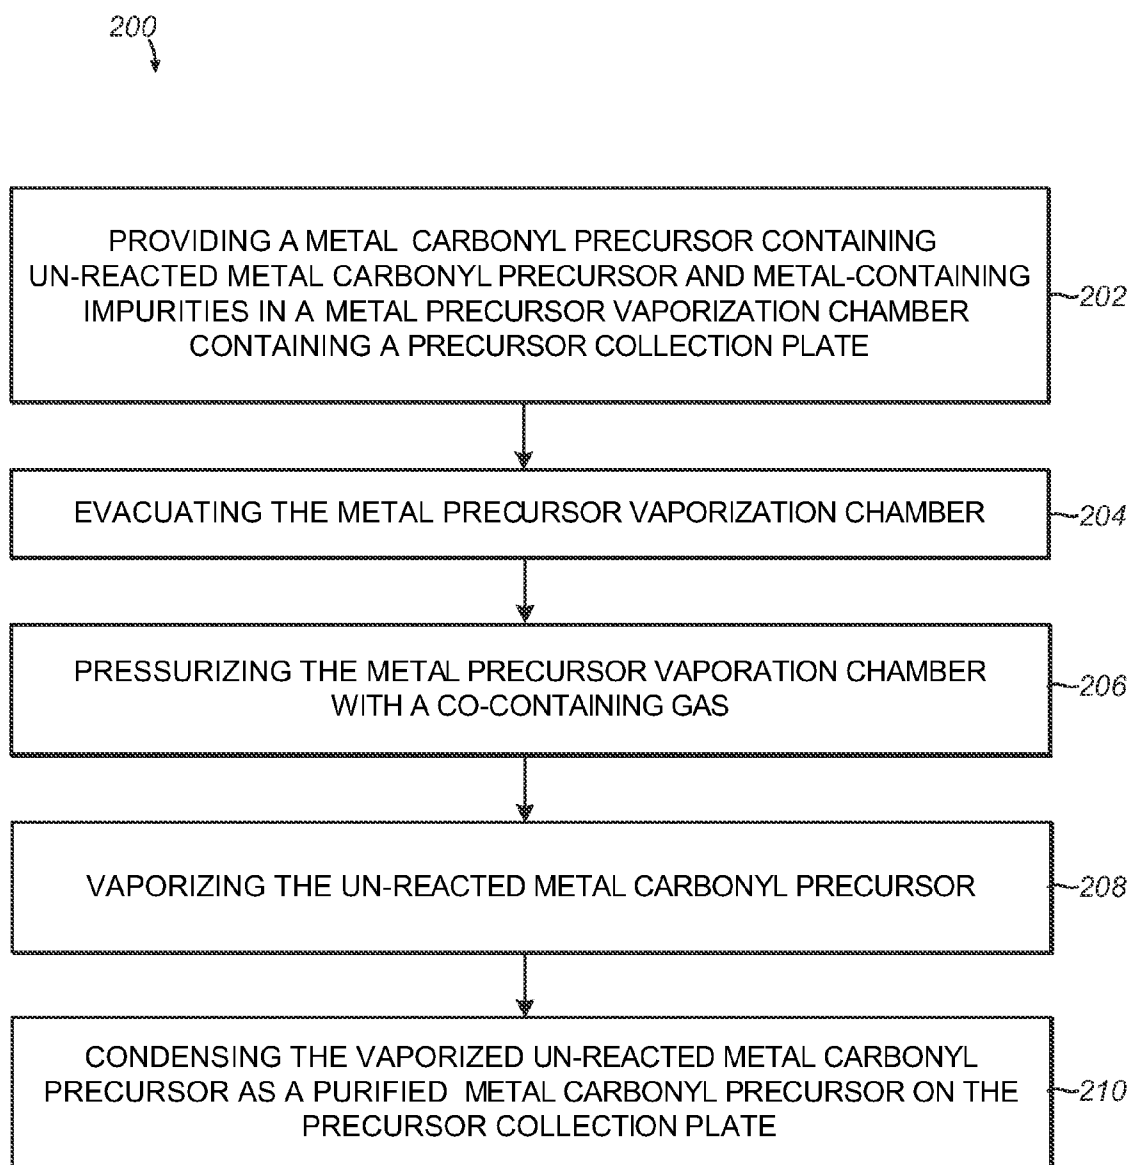 200
PROVIDING A METAL CARBONYL PRECURSOR CONTAINING
UN-REACTED METAL CARBONYL PRECURSOR AND METAL-CONTAINING
IMPURITIES IN A METAL PRECURSOR VAPORIZATION CHAMBER
CONTAINING A PRECURSOR COLLECTION PLATE
202
EVACUATING THE METAL PRECURSOR VAPORIZATION CHAMBER
204
PRESSURIZING THE METAL PRECURSOR VAPORATION CHAMBER
WITH A CO-CONTAINING GAS
206
VAPORIZING THE UN-REACTED METAL CARBONYL PRECURSOR
208
CONDENSING THE VAPORIZED UN-REACTED METAL CARBONYL
PRECURSOR AS A PURIFIED METAL CARBONYL PRECURSOR ON THE
PRECURSOR COLLECTION PLATE
210